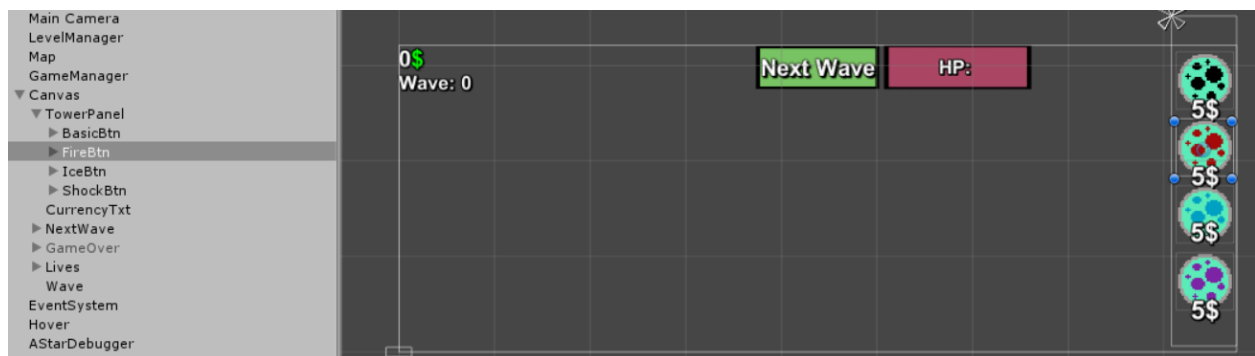 Main Camera
LevelManager
Map
GameManager
Canvas
TowerPanel
BasicBtn
FireBtn
IceBtn
ShockBtn
CurrencyTxt
NextWave
GameOver
Lives
Wave
EventSystem
Hover
AStarDebugger
0$
Wave: 0
Next Wave
HP:
5$
5$
5$
5$